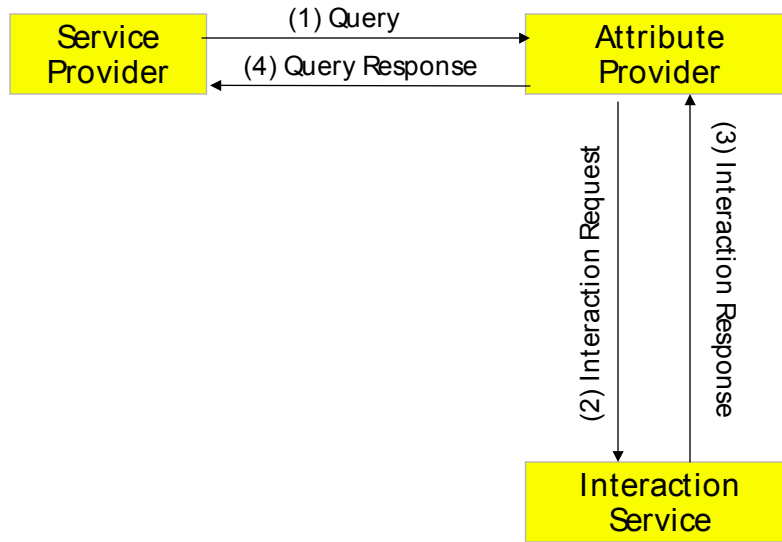 Service
Provider
(1) Query
(4) Query Response
Attribute
Provider
(2) Interaction Request
(3) Interaction Response
Interaction
Service